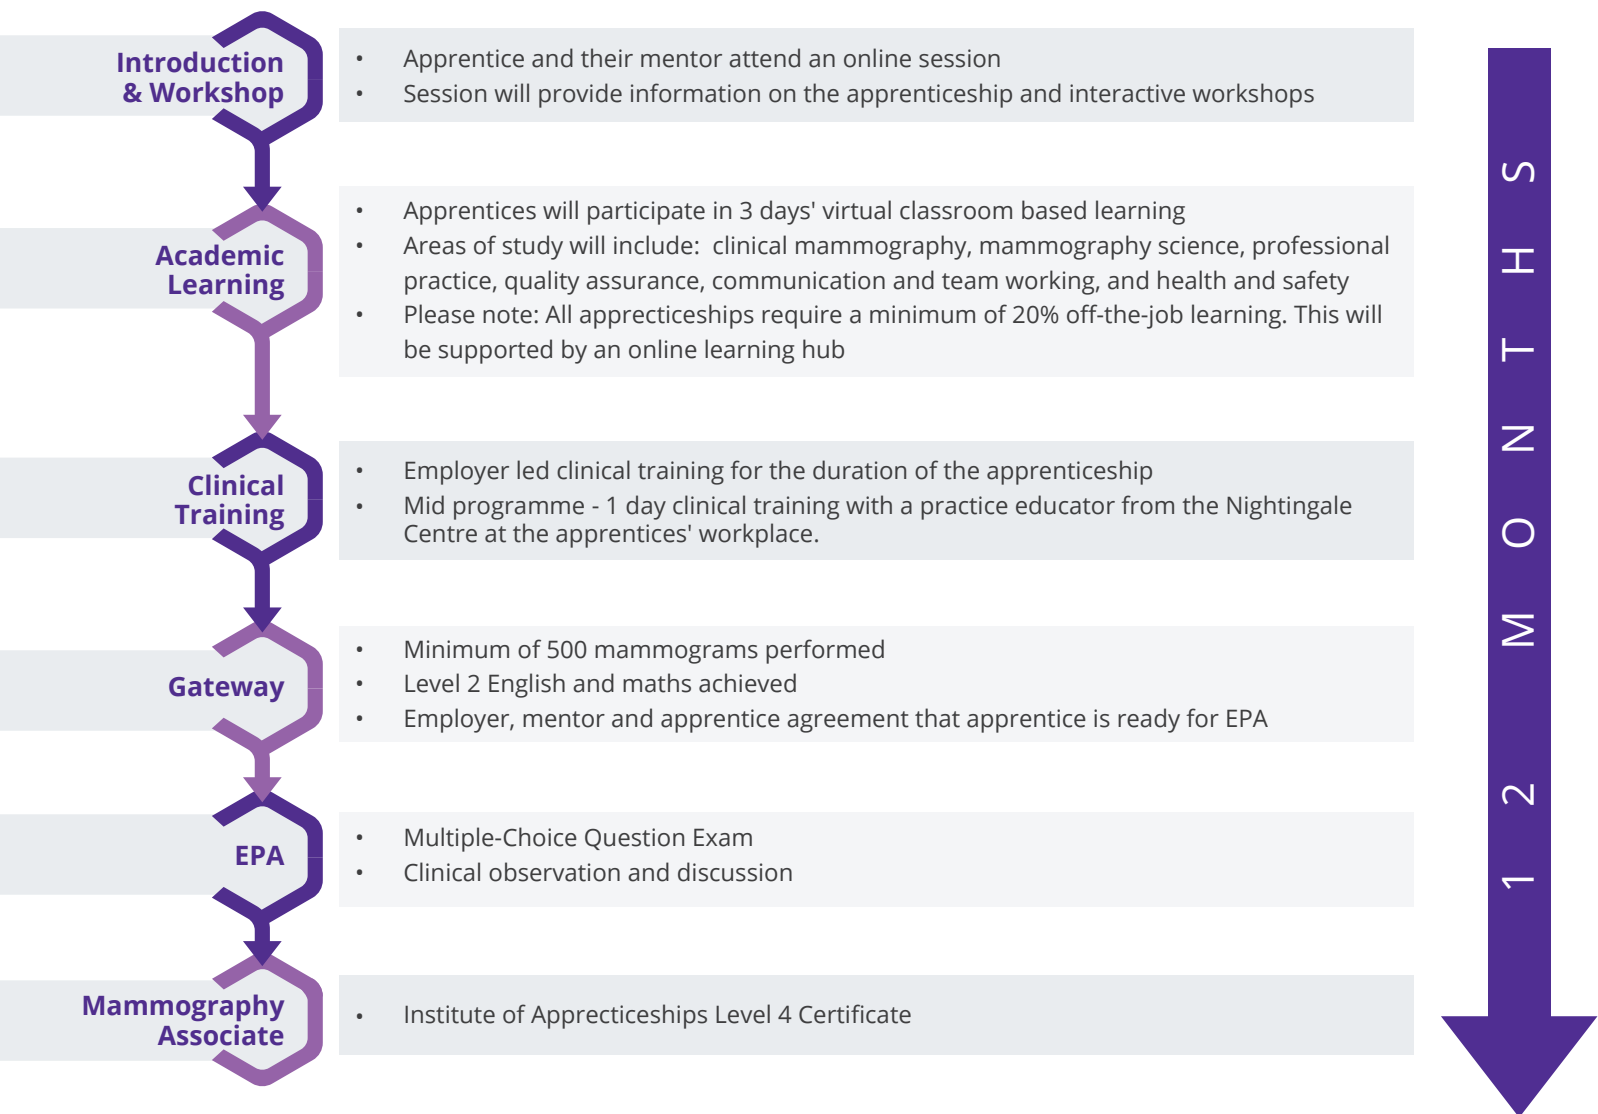 Introduction
& Workshop
• Apprentice and their mentor attend an online session
• Session will provide information on the apprenticeship and interactive workshops
Academic
Learning
• Apprentices will participate in 3 days' virtual classroom based learning
• Areas of study will include:  clinical mammography, mammography science, professional
practice, quality assurance, communication and team working, and health and safety
• Please note: All apprecticeships require a minimum of 20% off-the-job learning. This will
be supported by an online learning hub
Clinical
Training
• Employer led clinical training for the duration of the apprenticeship
• Mid programme - 1 day clinical training with a practice educator from the Nightingale
Centre at the apprentices' workplace.
Gateway
• Minimum of 500 mammograms performed
• Level 2 English and maths achieved
• Employer, mentor and apprentice agreement that apprentice is ready for EPA
EPA
• Multiple-Choice Question Exam
• Clinical observation and discussion
Mammography
Associate
• Institute of Apprecticeships Level 4 Certificate
12 MONTHS